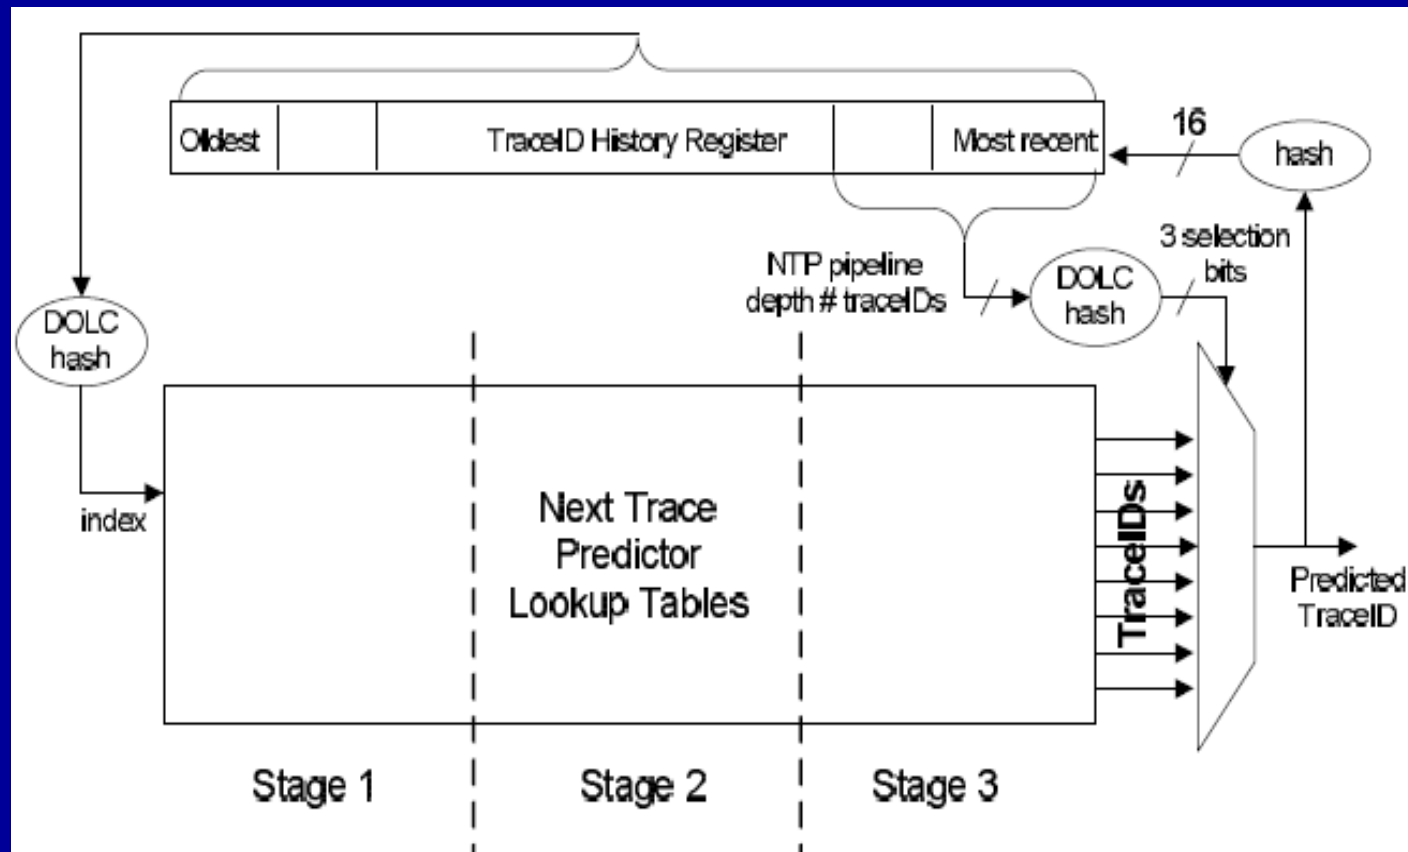 Oldest
TraceID History Register
Most recent
16
hash
3 selection
bits
NTP pipeline
depth # traceIDs
DOLC
hash
DOLC
hash
index
Next Trace
Predictor
Lookup Tables
TraceIDs
Predicted
TraceID
Stage 1
Stage 2
Stage 3